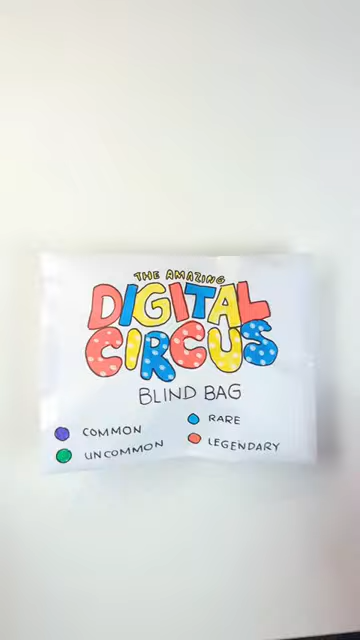 THE AMAZING
DIGITAL
CIRCUS
BLIND BAG
COMMON
UNCOMMON
RARE
LEGENDARY